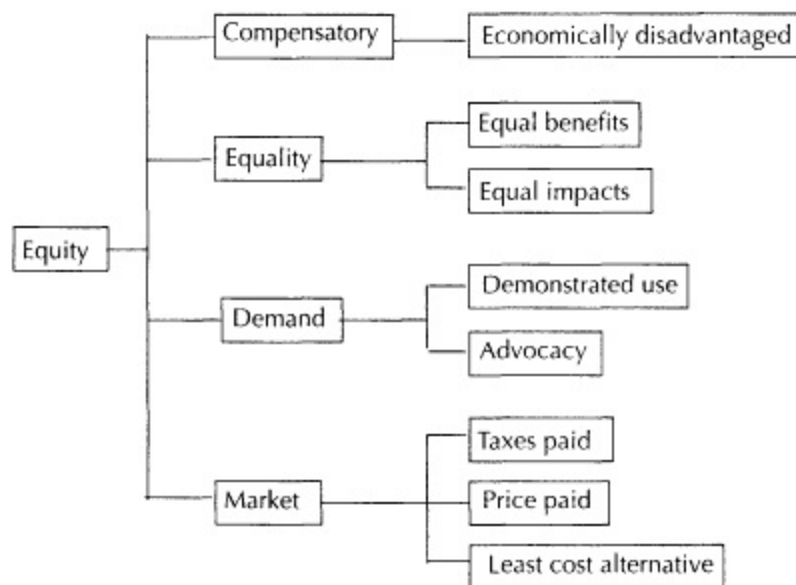 Compensatory
Economically disadvantaged
Equal benefits
Equality
Equal impacts
Equity
Demonstrated use
Demand
Advocacy
Taxes paid
Market
Price paid
Least cost alternative